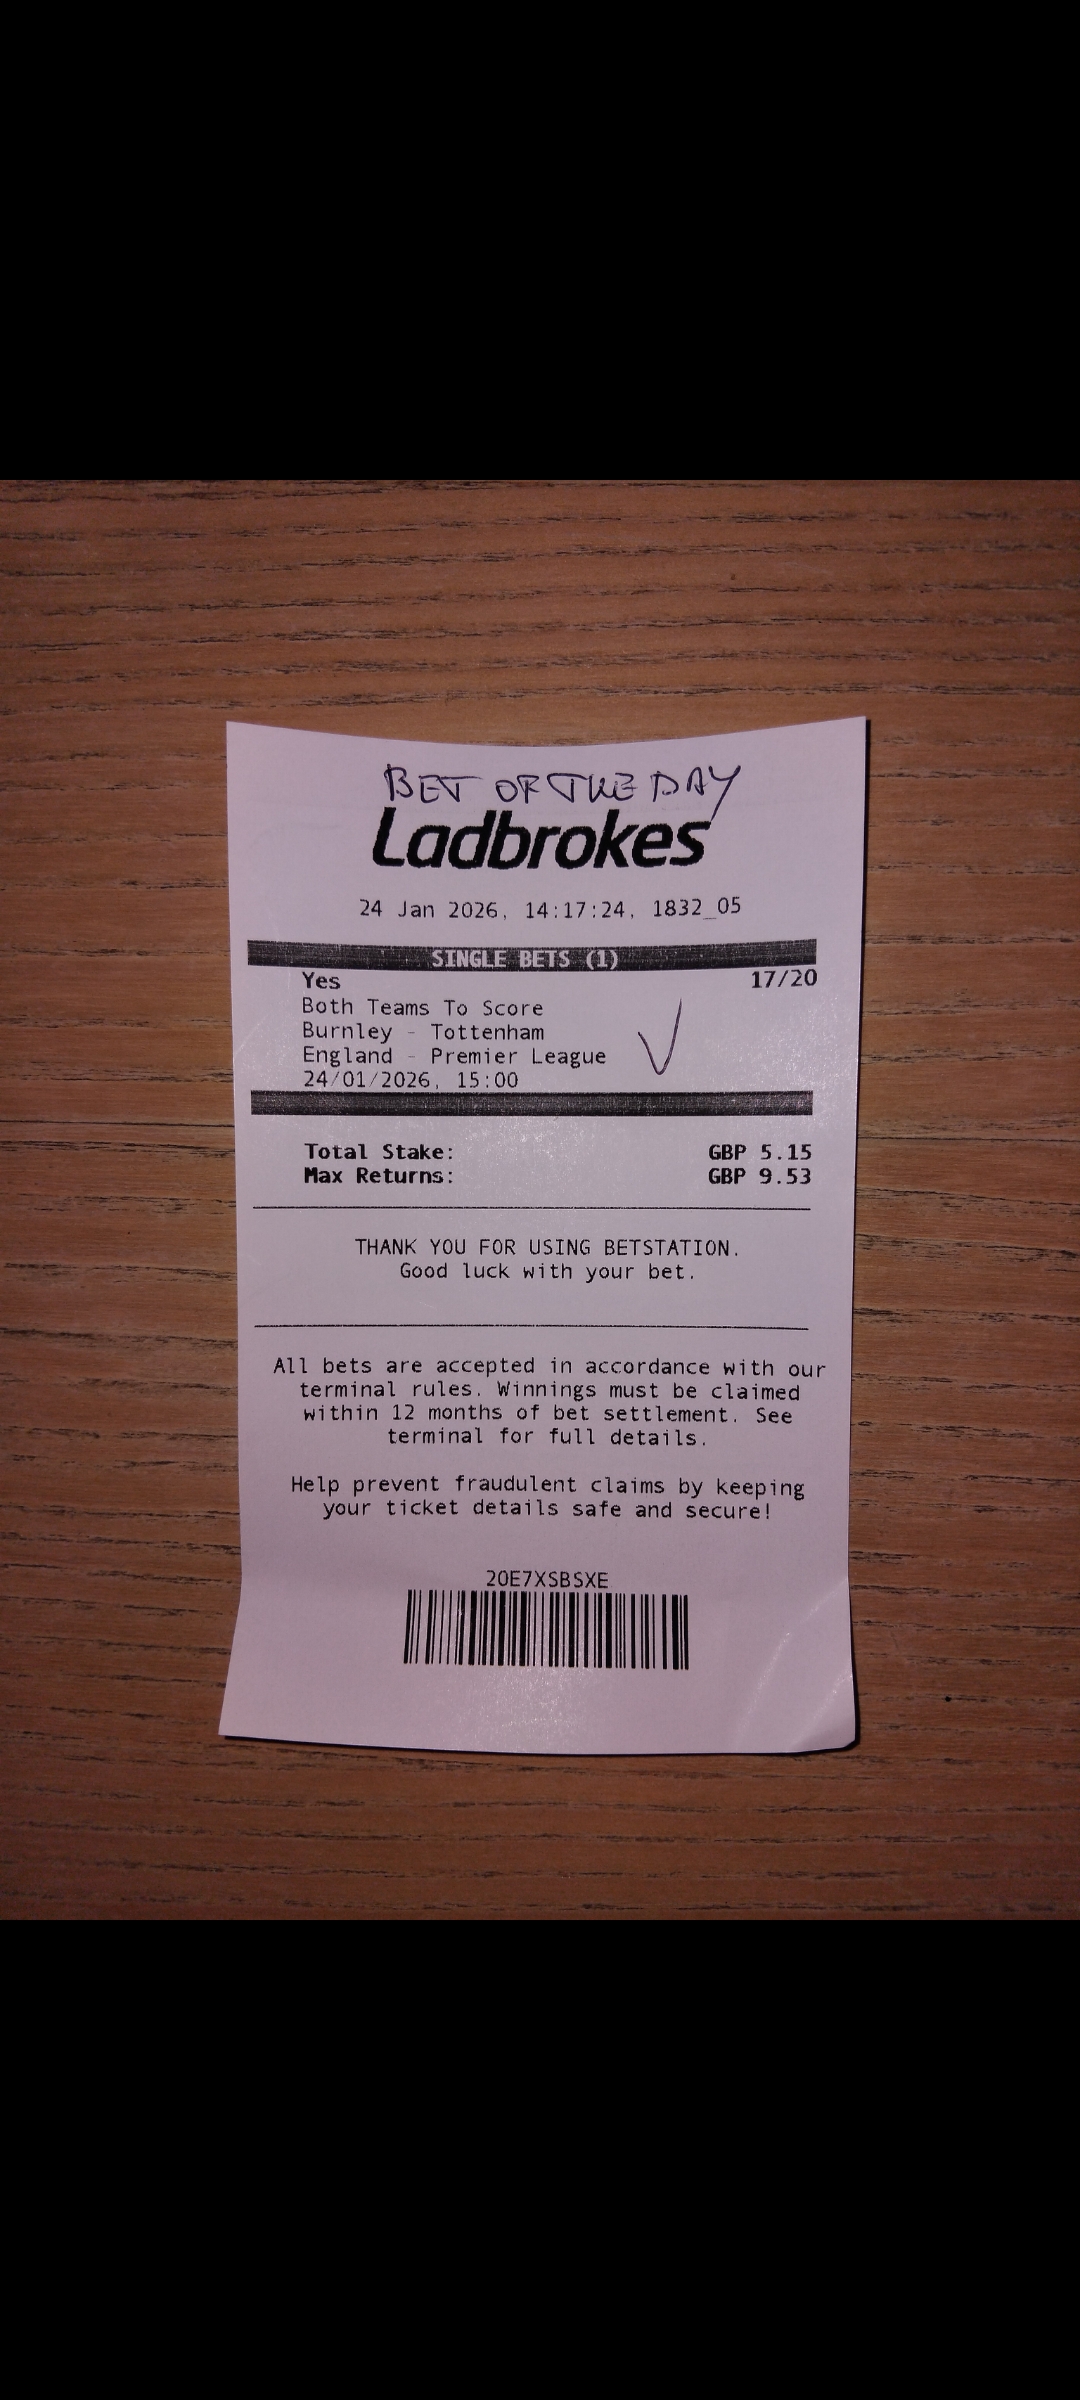 BET OF THE DAY
Ladbrokes
24 Jan 2026, 14:17:24, 1832_05
SINGLE BETS (1)
Yes 17/20
Both Teams To Score
Burnley - Tottenham
England - Premier League
24/01/2026, 15:00
Total Stake: GBP 5.15
Max Returns: GBP 9.53
THANK YOU FOR USING BETSTATION.
Good luck with your bet.
All bets are accepted in accordance with our
terminal rules. Winnings must be claimed
within 12 months of bet settlement. See
terminal for full details.
Help prevent fraudulent claims by keeping
your ticket details safe and secure!
20E7XSBSXE